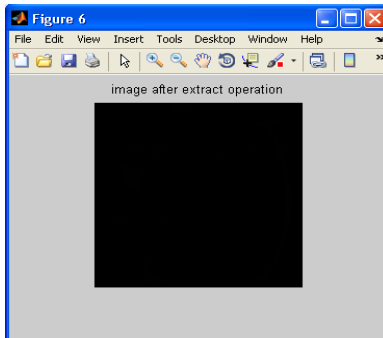 Figure 6
File Edit View Insert Tools Desktop Window Help
image after extract operation